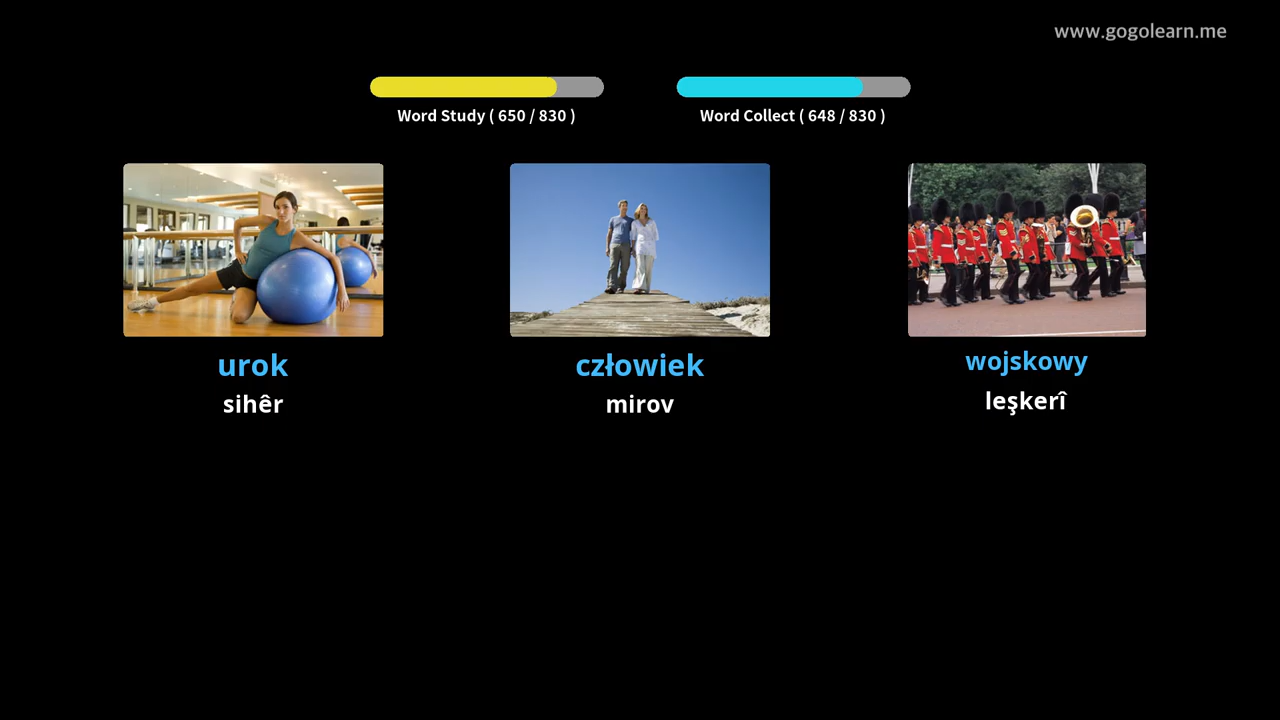 www.gogolearn.me
Word Study ( 650 / 830 )
Word Collect ( 648 / 830 )
urok
sihêr
człowiek
mirov
wojskowy
leşkerî